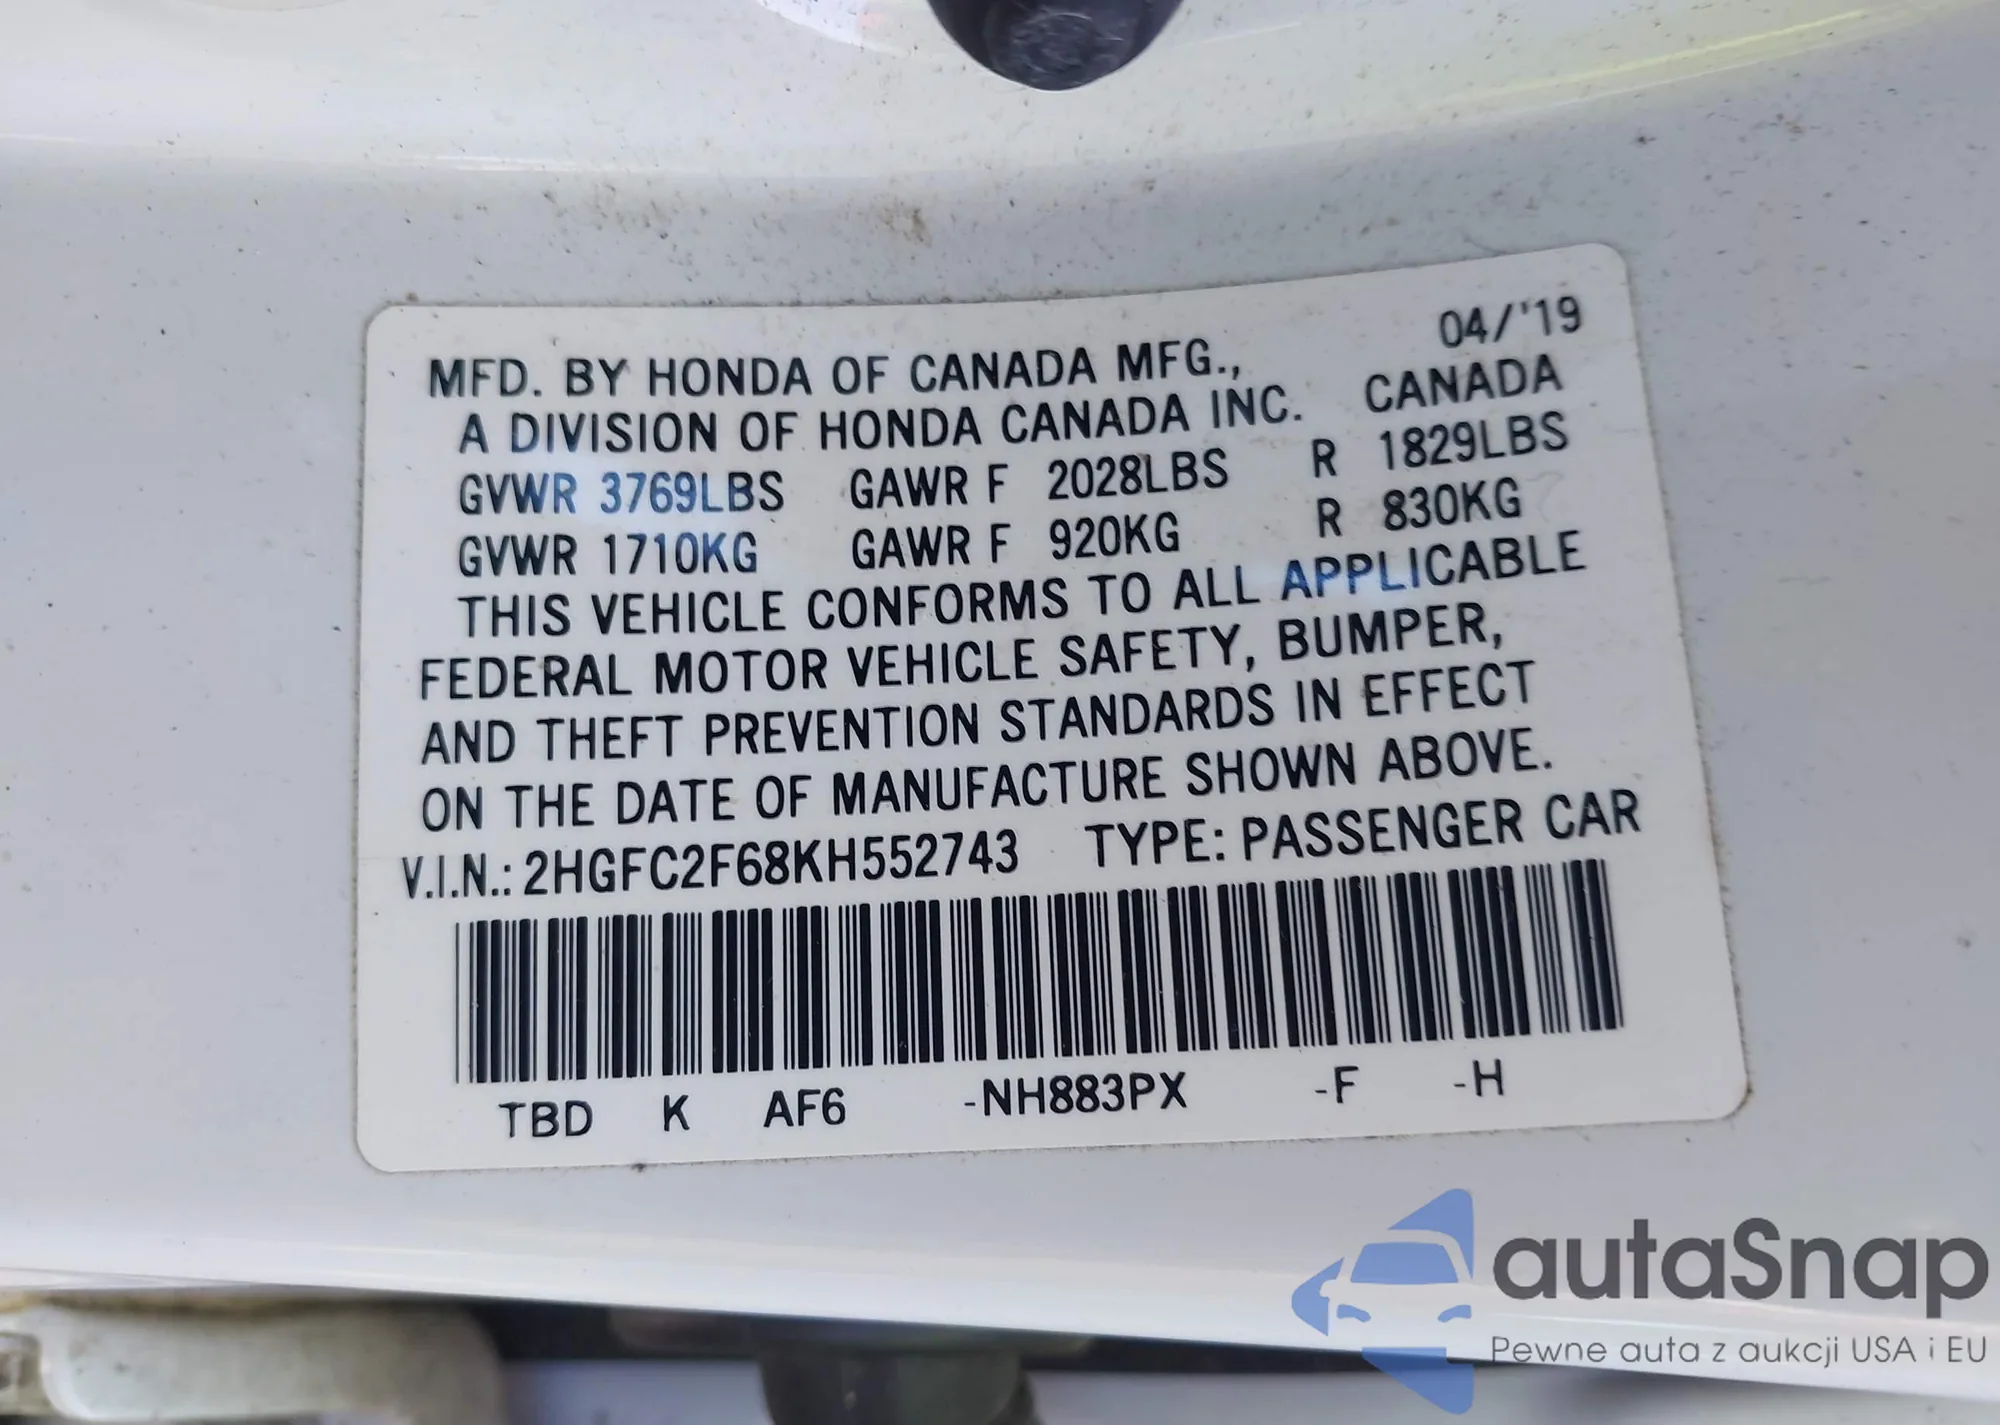 04/'19
MFD. BY HONDA OF CANADA MFG.,
A DIVISION OF HONDA CANADA INC. CANADA
GVWR 3769LBS GAWR F 2028LBS R 1829LBS
GVWR 1710KG GAWR F 920KG R 830KG
THIS VEHICLE CONFORMS TO ALL APPLICABLE
FEDERAL MOTOR VEHICLE SAFETY, BUMPER,
AND THEFT PREVENTION STANDARDS IN EFFECT
ON THE DATE OF MANUFACTURE SHOWN ABOVE.
V.I.N.: 2HGFC2F68KH552743 TYPE: PASSENGER CAR
TBD K AF6 -NH883PX -F -H
autaSnap
Pewne auta z aukcji USA i EU